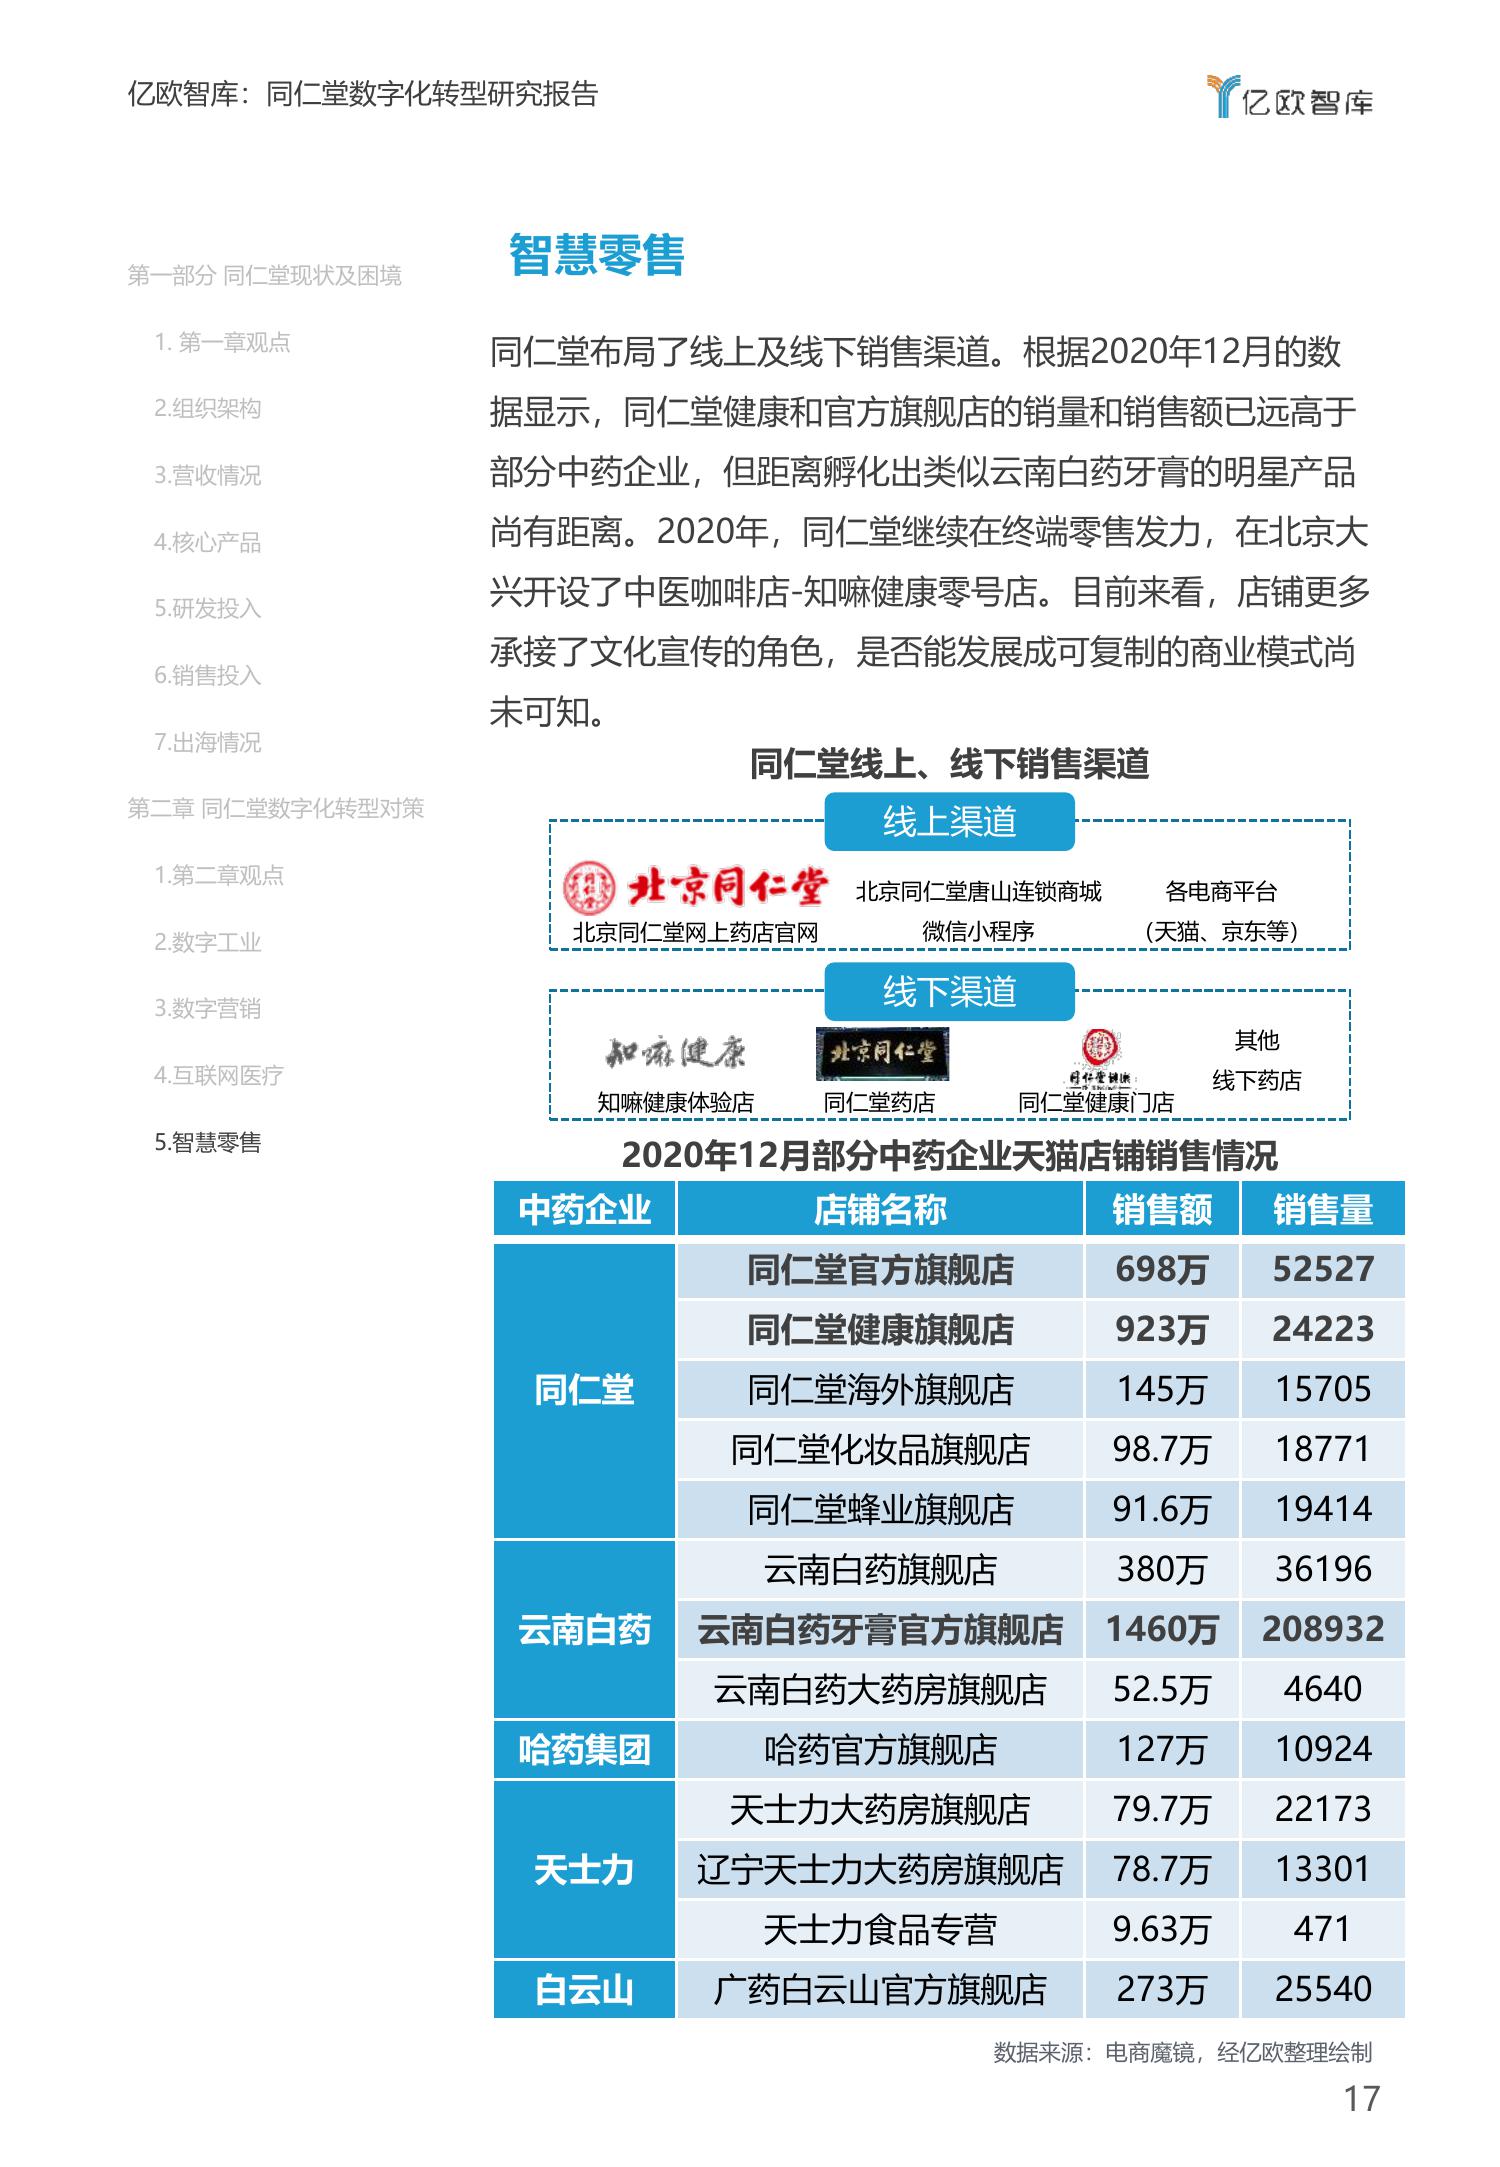 亿欧智库：同仁堂数字化转型研究报告
亿欧智库
第一部分 同仁堂现状及困境
1. 第一章观点
2.组织架构
3.营收情况
4.核心产品
5.研发投入
6.销售投入
7.出海情况
第二章 同仁堂数字化转型对策
1.第二章观点
2.数字工业
3.数字营销
4.互联网医疗
5.智慧零售
智慧零售
同仁堂布局了线上及线下销售渠道。根据2020年12月的数
据显示，同仁堂健康和官方旗舰店的销量和销售额已远高于
部分中药企业，但距离孵化出类似云南白药牙膏的明星产品
尚有距离。2020年，同仁堂继续在终端零售发力，在北京大
兴开设了中医咖啡店-知嘛健康零号店。目前来看，店铺更多
承接了文化宣传的角色，是否能发展成可复制的商业模式尚
未可知。
同仁堂线上、线下销售渠道
线上渠道
北京同仁堂
北京同仁堂网上药店官网
北京同仁堂唐山连锁商城
微信小程序
各电商平台
（天猫、京东等）
线下渠道
知嘛健康
知嘛健康体验店
北京同仁堂
同仁堂药店
同仁堂健康
同仁堂健康门店
其他
线下药店
2020年12月部分中药企业天猫店铺销售情况
中药企业 店铺名称 销售额 销售量
同仁堂 同仁堂官方旗舰店 698万 52527
同仁堂健康旗舰店 923万 24223
同仁堂海外旗舰店 145万 15705
同仁堂化妆品旗舰店 98.7万 18771
同仁堂蜂业旗舰店 91.6万 19414
云南白药 云南白药旗舰店 380万 36196
云南白药牙膏官方旗舰店 1460万 208932
云南白药大药房旗舰店 52.5万 4640
哈药集团 哈药官方旗舰店 127万 10924
天士力 天士力大药房旗舰店 79.7万 22173
辽宁天士力大药房旗舰店 78.7万 13301
天士力食品专营 9.63万 471
白云山 广药白云山官方旗舰店 273万 25540
数据来源：电商魔镜，经亿欧整理绘制
17